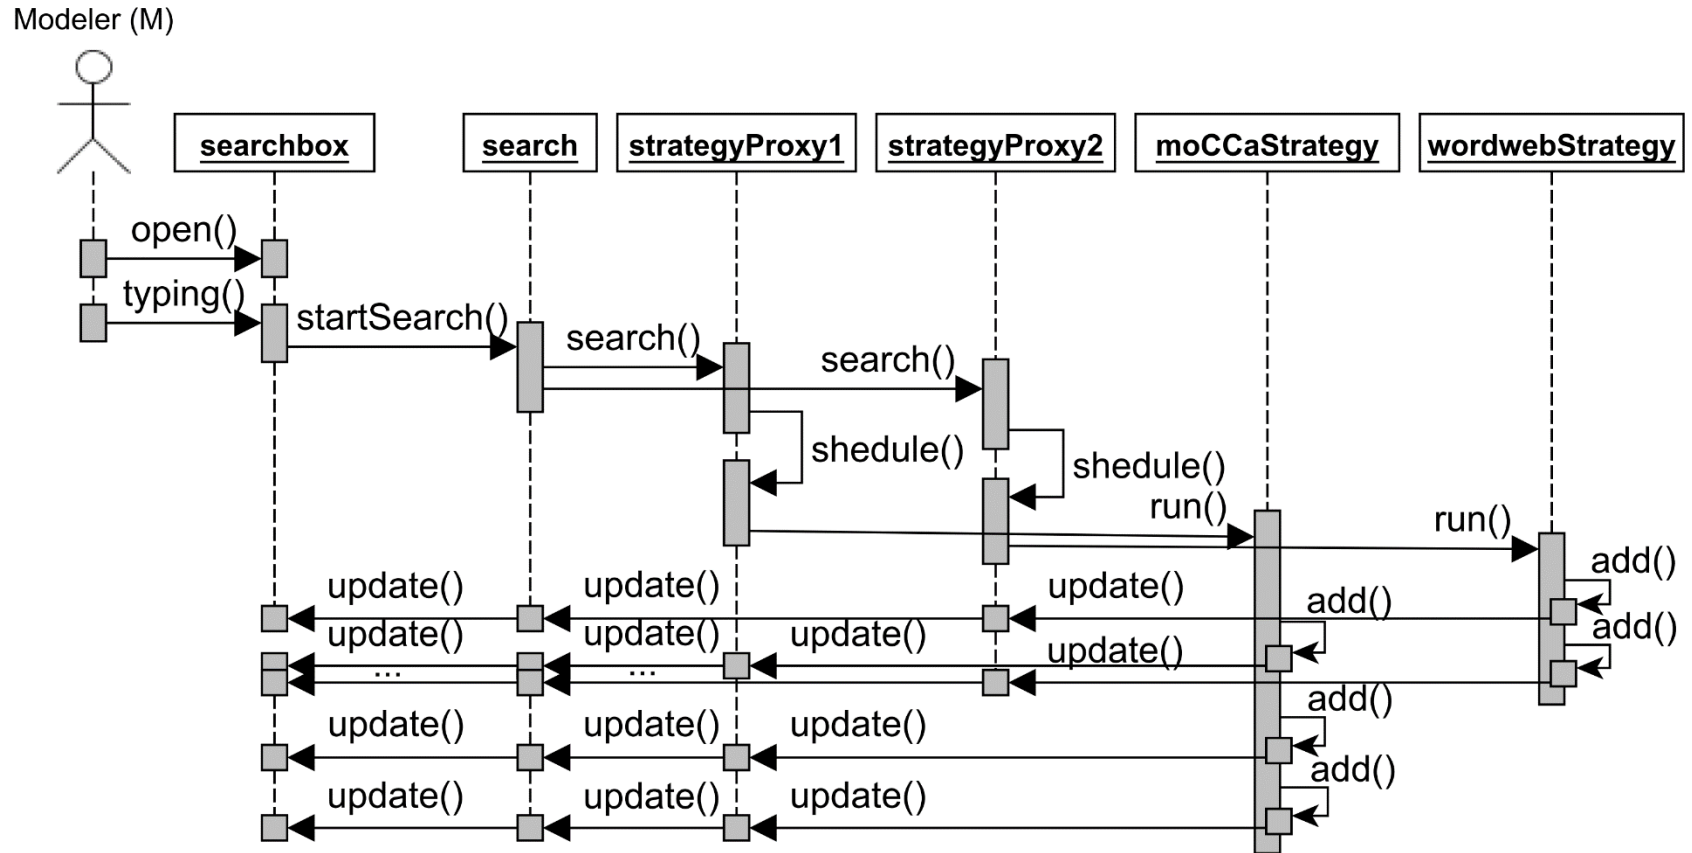 Modeler (M)
searchbox
search
strategyProxy1
strategyProxy2
moCCaStrategy
wordwebStrategy
open()
typing()
startSearch()
search()
search()
shedule()
shedule()
run()
run()
add()
update()
update()
update()
add()
add()
update()
update()
update()
update()
...
...
add()
update()
update()
update()
add()
update()
update()
update()